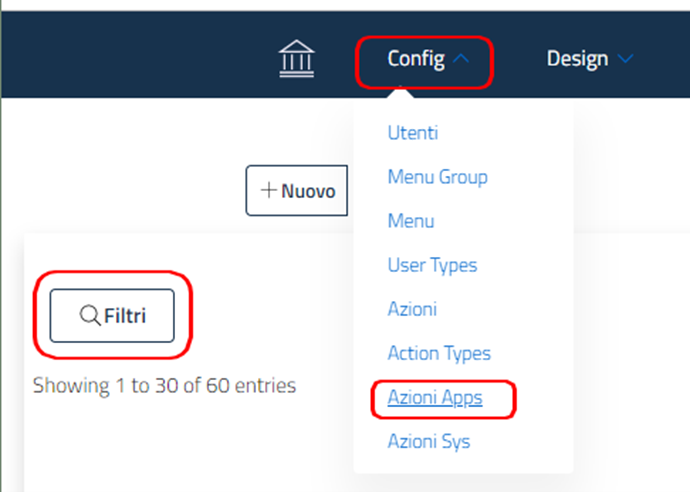 Config
Design
Utenti
Menu Group
+ Nuovo
Menu
User Types
Filtri
Azioni
Action Types
Showing 1 to 30 of 60 entries
Azioni Apps
Azioni Sys